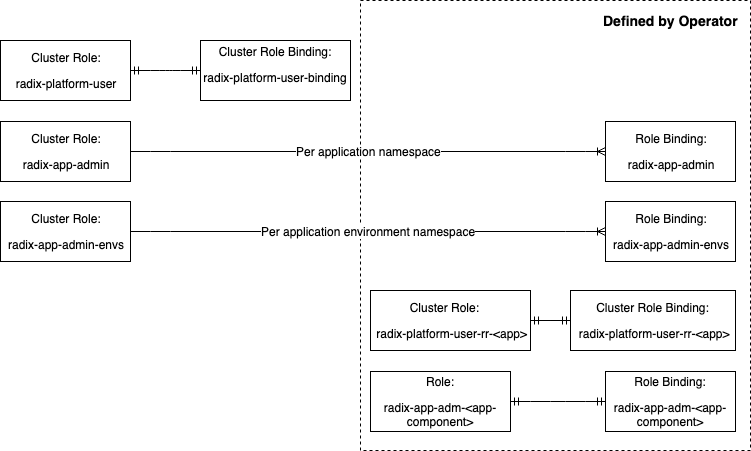 Defined by Operator
Cluster Role:
radix-platform-user
Cluster Role Binding:
radix-platform-user-binding
Cluster Role:
radix-app-admin
Per application namespace
Role Binding:
radix-app-admin
Cluster Role:
radix-app-admin-envs
Per application environment namespace
Role Binding:
radix-app-admin-envs
Cluster Role:
radix-platform-user-rr-<app>
Cluster Role Binding:
radix-platform-user-rr-<app>
Role:
radix-app-adm-<app-
component>
Role Binding:
radix-app-adm-<app-
component>